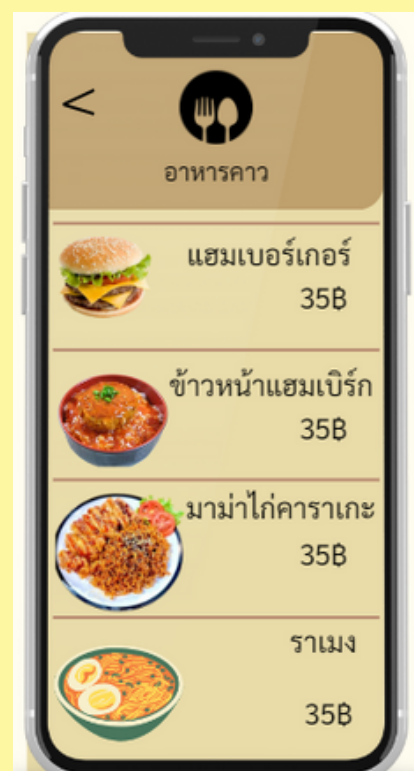 <
อาหารคาว
แฮมเบอร์เกอร์
35฿
ข้าวหน้าแฮมเบิร์ก
35฿
มาม่าไก่คาราเกะ
35฿
ราเมง
35฿